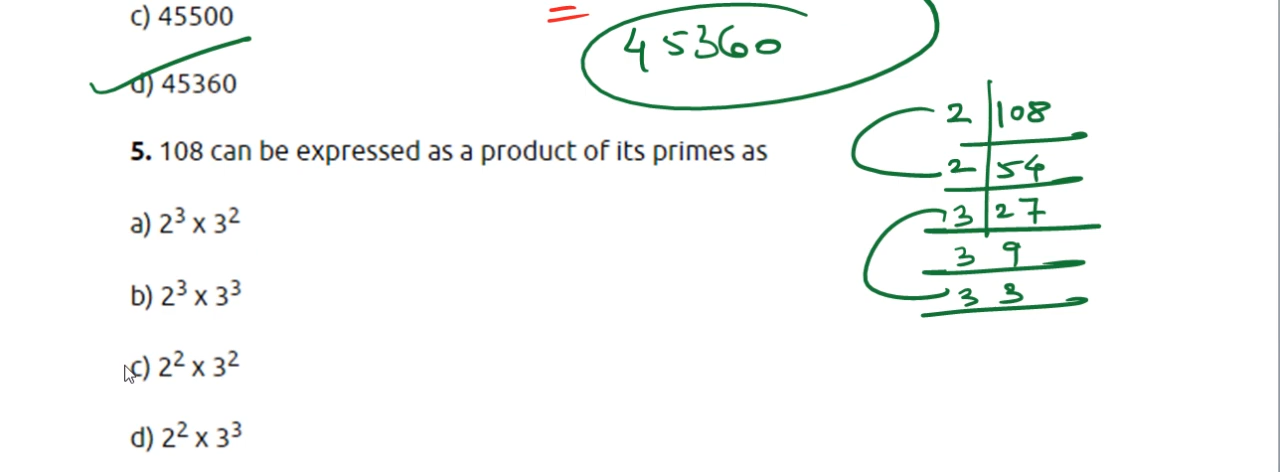 c) 45500
45360
d) 45360
2 108
5. 108 can be expressed as a product of its primes as
2 54
a) 2³ x 3²
3 27
3 9
b) 2³ x 3³
3 3
c) 2² x 3²
d) 2² x 3³